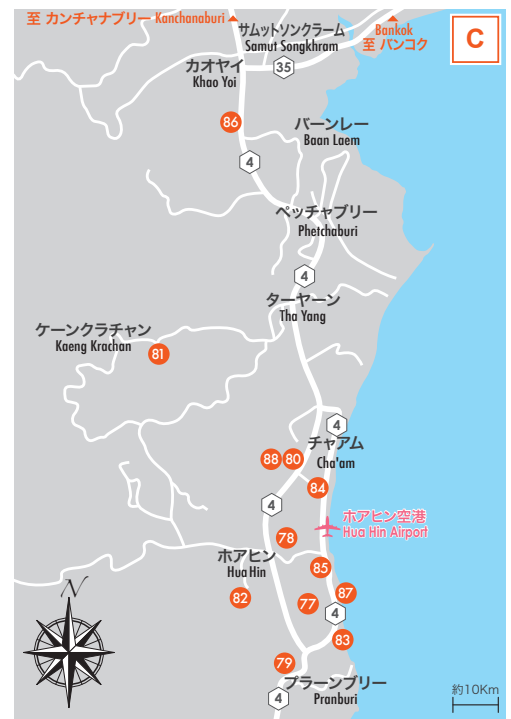 至 カンチャナブリー Kanchanaburi
サムットソンクラーム
Samut Songkhram
Bankok
至 バンコク
C
カオヤイ
Khao Yoi
35
86
バーンレー
Baan Laem
4
ペッチャブリー
Phetchaburi
4
ターヤーン
Tha Yang
ケーンクラチャン
Kaeng Krachan
81
4
チャアム
Cha'am
88
80
84
4
ホアヒン空港
Hua Hin Airport
78
ホアヒン
Hua Hin
85
82
77
87
4
83
N
79
プラーンブリー
Pranburi
4
約10Km